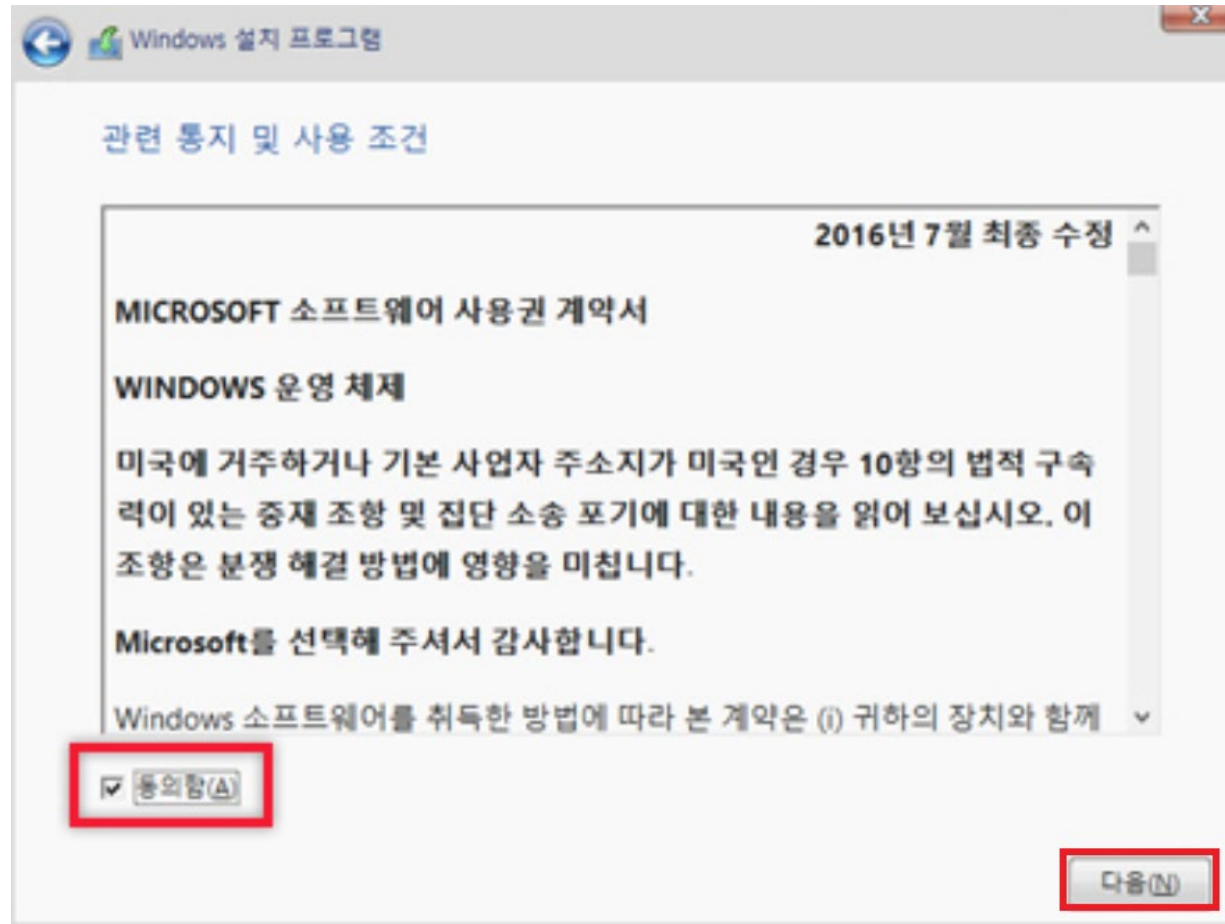 Windows 설치 프로그램
관련 통지 및 사용 조건
2016년 7월 최종 수정
MICROSOFT 소프트웨어 사용권 계약서
WINDOWS 운영 체제
미국에 거주하거나 기본 사업자 주소지가 미국인 경우 10항의 법적 구속
력이 있는 중재 조항 및 집단 소송 포기에 대한 내용을 읽어 보십시오. 이
조항은 분쟁 해결 방법에 영향을 미칩니다.
Microsoft를 선택해 주셔서 감사합니다.
Windows 소프트웨어를 취득한 방법에 따라 본 계약은 (i) 귀하의 장치와 함께
동의함(A)
다음(N)